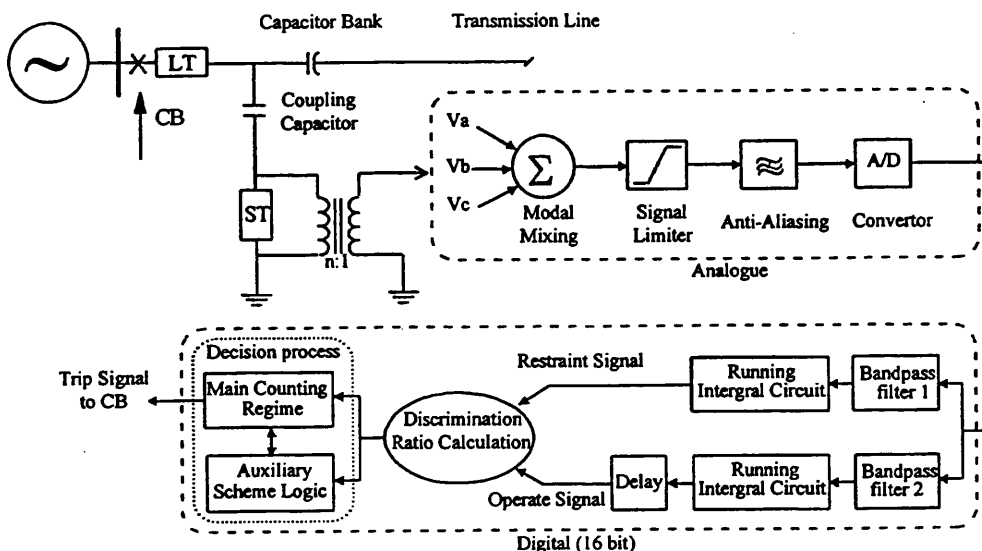 Capacitor Bank
Transmission Line
LT
CB
Coupling
Capacitor
ST
n:1
Va
Vb
Vc
Σ
Modal
Mixing
Signal
Limiter
Anti-Aliasing
A/D
Convertor
Analogue
Decision process
Trip Signal
to CB
Main Counting
Regime
Auxiliary
Scheme Logic
Discrimination
Ratio Calculation
Restraint Signal
Operate Signal
Running
Intergral Circuit
Bandpass
filter 1
Delay
Running
Intergral Circuit
Bandpass
filter 2
Digital (16 bit)